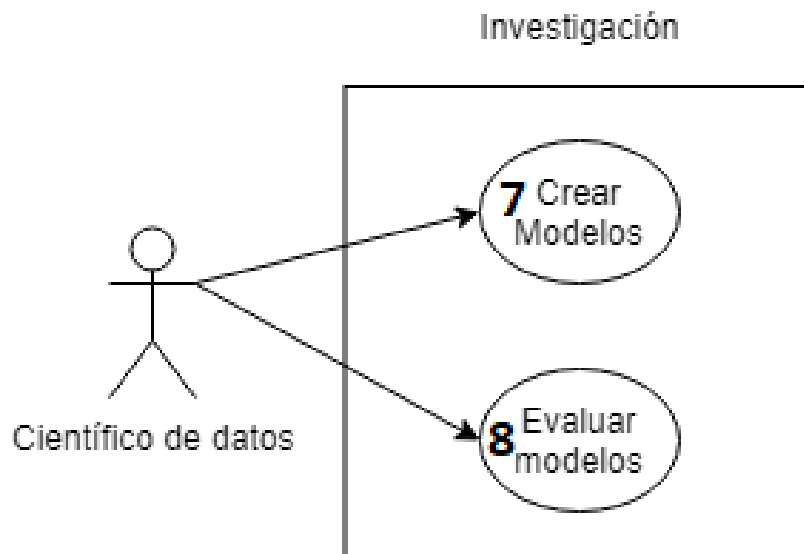 Investigación
7 Crear
Modelos
Científico de datos
8 Evaluar
modelos